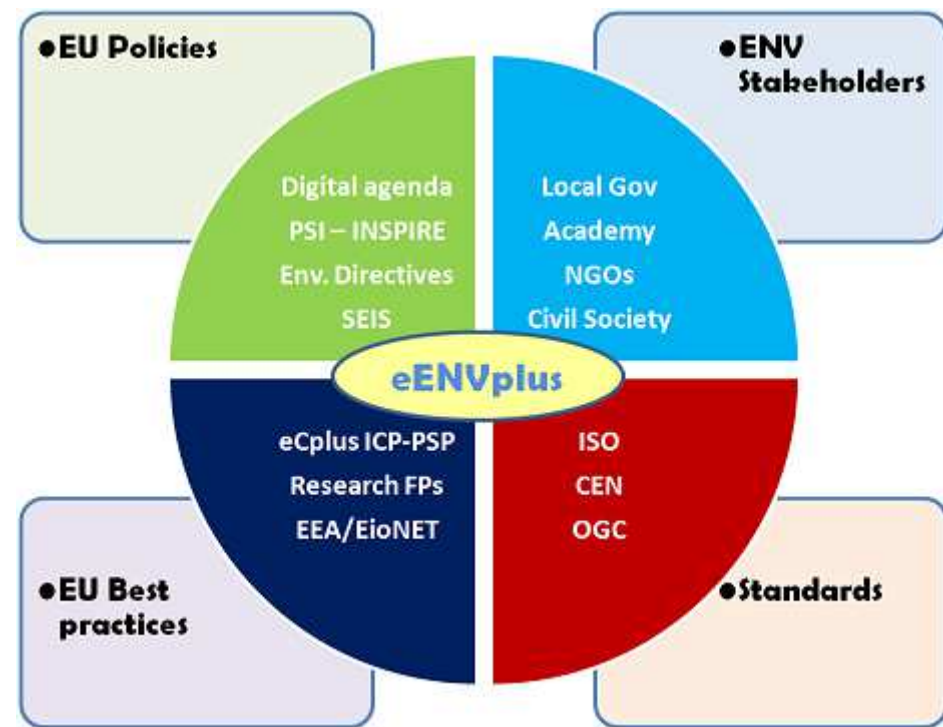 ●EU Policies
●ENV
Stakeholders
Digital agenda
PSI – INSPIRE
Env. Directives
SEIS
Local Gov
Academy
NGOs
Civil Society
eENVplus
eCplus ICP-PSP
Research FPs
EEA/EioNET
ISO
CEN
OGC
●EU Best
practices
●Standards